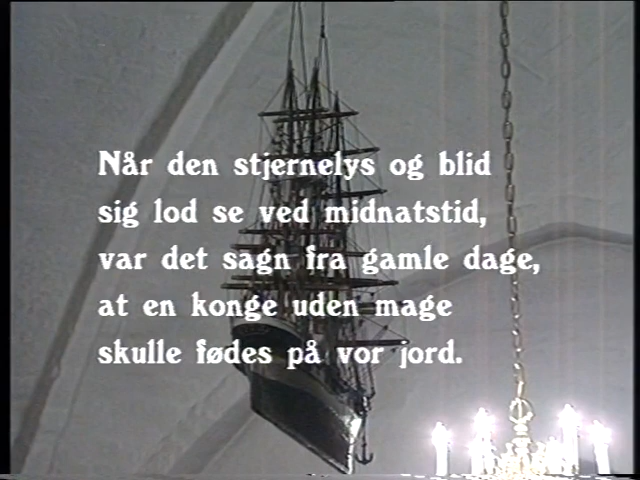 Når den stjernelys og blid
sig lod se ved midnatstid,
var det sagn fra gamle dage,
at en konge uden mage
skulle fødes på vor jord.